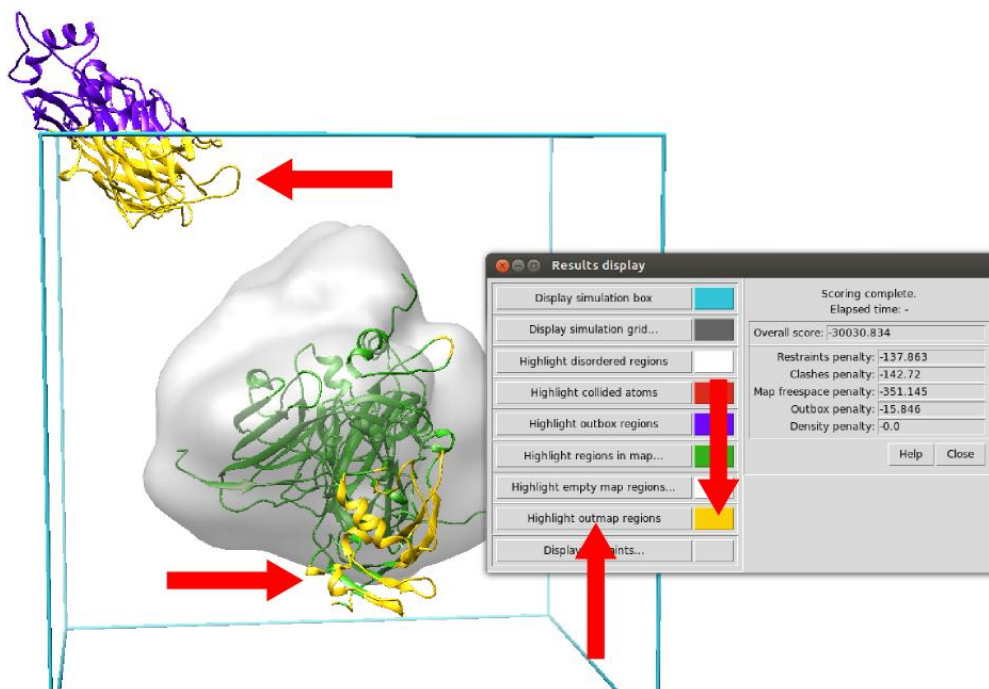 Results display
Display simulation box
Display simulation grid...
Highlight disordered regions
Highlight collided atoms
Highlight outbox regions
Highlight regions in map...
Highlight empty map regions...
Highlight outmap regions
Display aints...
Scoring complete.
Elapsed time: -
Overall score: -30030.834
Restraints penalty: -137.863
Clashes penalty: -142.72
Map freespace penalty: -351.145
Outbox penalty: -15.846
Density penalty: -0.0
Help Close